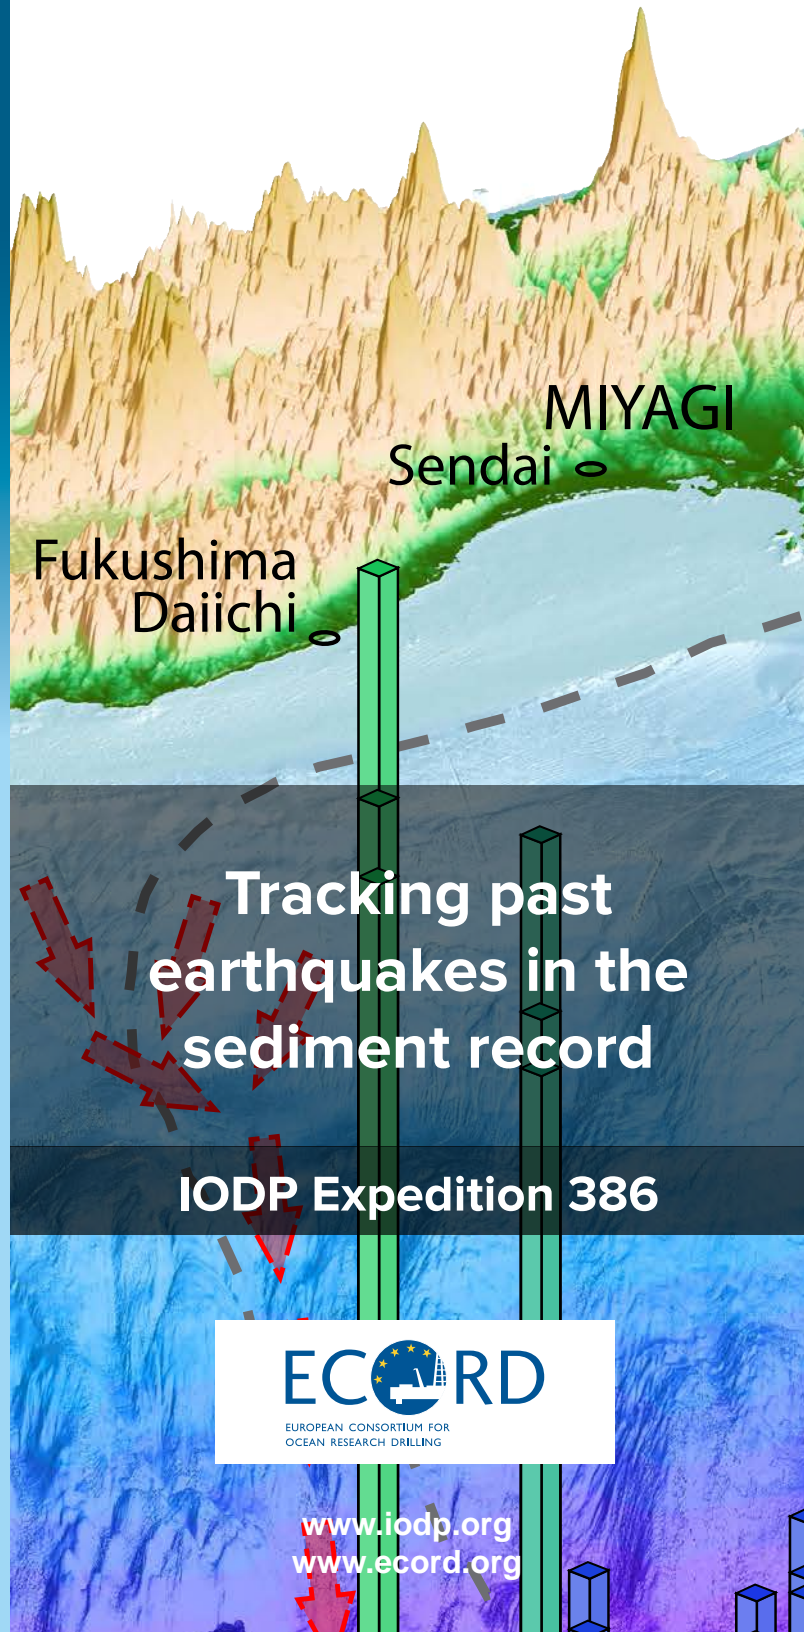 MIYAGI
Sendai
Fukushima
Daiichi
Tracking past
earthquakes in the
sediment record
IODP Expedition 386
ECORD
EUROPEAN CONSORTIUM FOR
OCEAN RESEARCH DRILLING
www.iodp.org
www.ecord.org